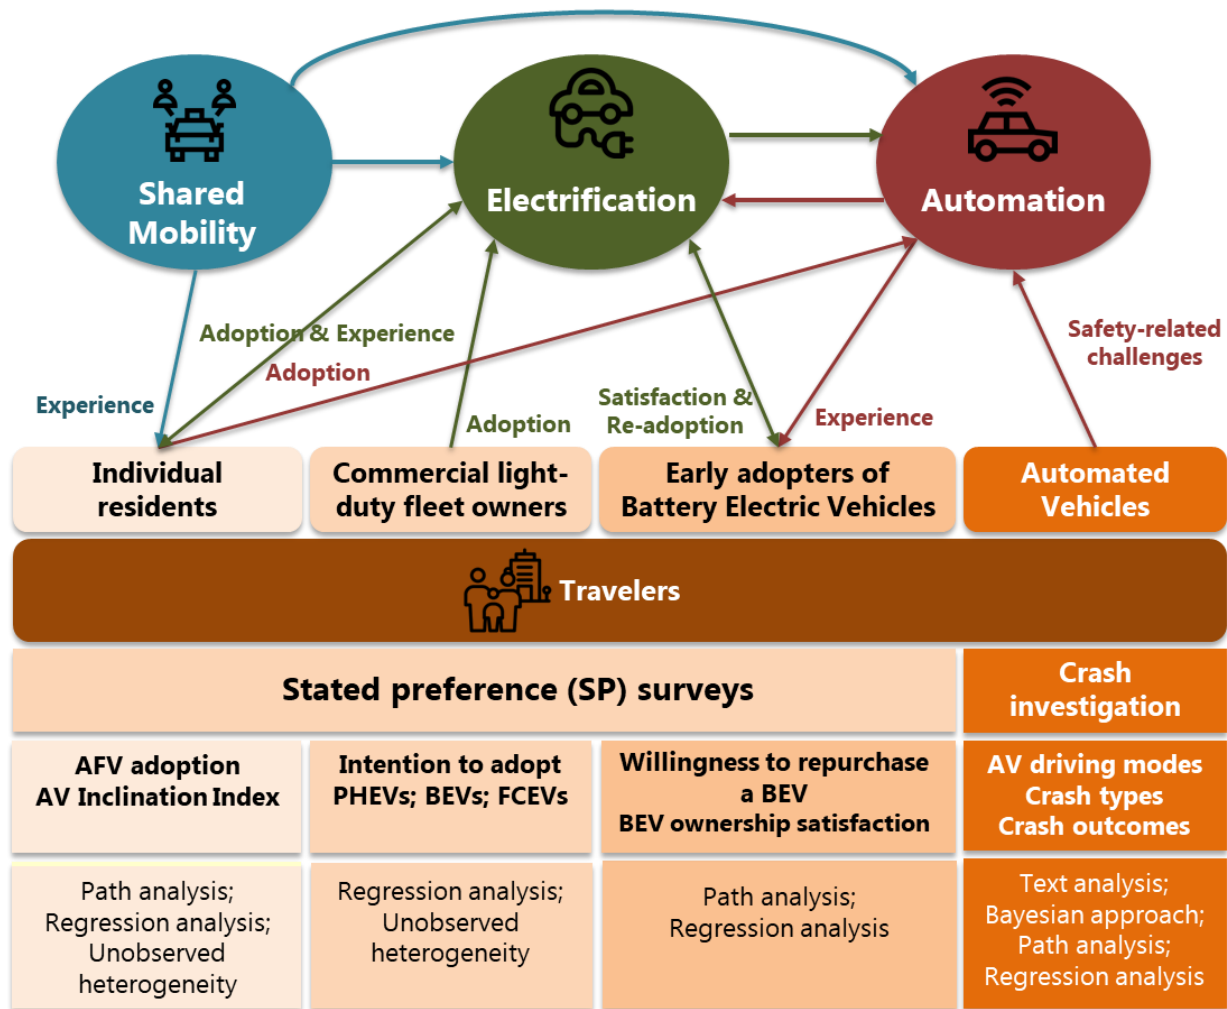 Shared
Mobility
Electrification
Automation
Adoption & Experience
Adoption
Experience
Adoption
Satisfaction &
Re-adoption
Experience
Safety-related
challenges
Individual
residents
Commercial light-
duty fleet owners
Early adopters of
Battery Electric Vehicles
Automated
Vehicles
Travelers
Stated preference (SP) surveys
Crash
investigation
AFV adoption
AV Inclination Index
Intention to adopt
PHEVs; BEVs; FCEVs
Willingness to repurchase
a BEV
BEV ownership satisfaction
AV driving modes
Crash types
Crash outcomes
Path analysis;
Regression analysis;
Unobserved
heterogeneity
Regression analysis;
Unobserved
heterogeneity
Path analysis;
Regression analysis
Text analysis;
Bayesian approach;
Path analysis;
Regression analysis